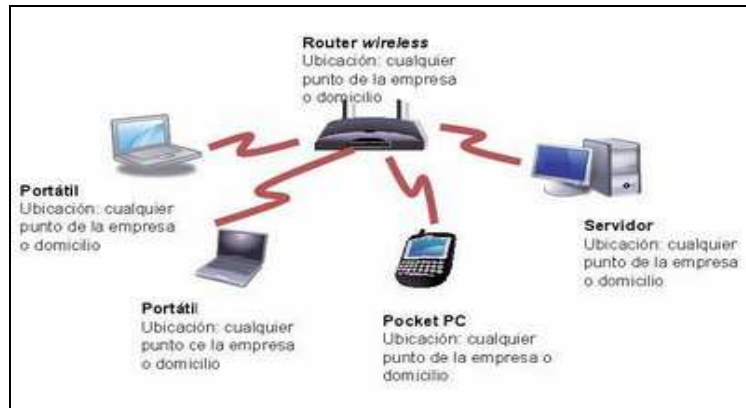 Router wireless
Ubicación: cualquier
punto de la empresa
o domicilio
Portátil
Ubicación: cualquier
punto de la empresa
o domicilio
Portátil
Ubicación: cualquier
punto ce la empresa
o domicilio
Pocket PC
Ubicación: cualquier
punto de la empresa o
domicilio
Servidor
Ubicación: cualquier
punto de la empresa
o domicilio